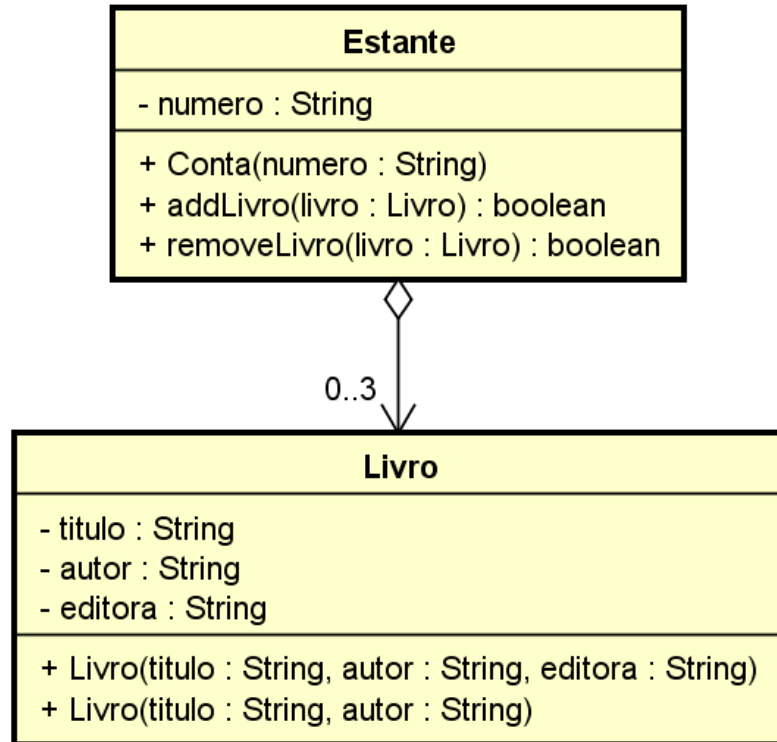 Estante
- numero : String
+ Conta(numero : String)
+ addLivro(livro : Livro) : boolean
+ removeLivro(livro : Livro) : boolean
0..3
Livro
- titulo : String
- autor : String
- editora : String
+ Livro(titulo : String, autor : String, editora : String)
+ Livro(titulo : String, autor : String)